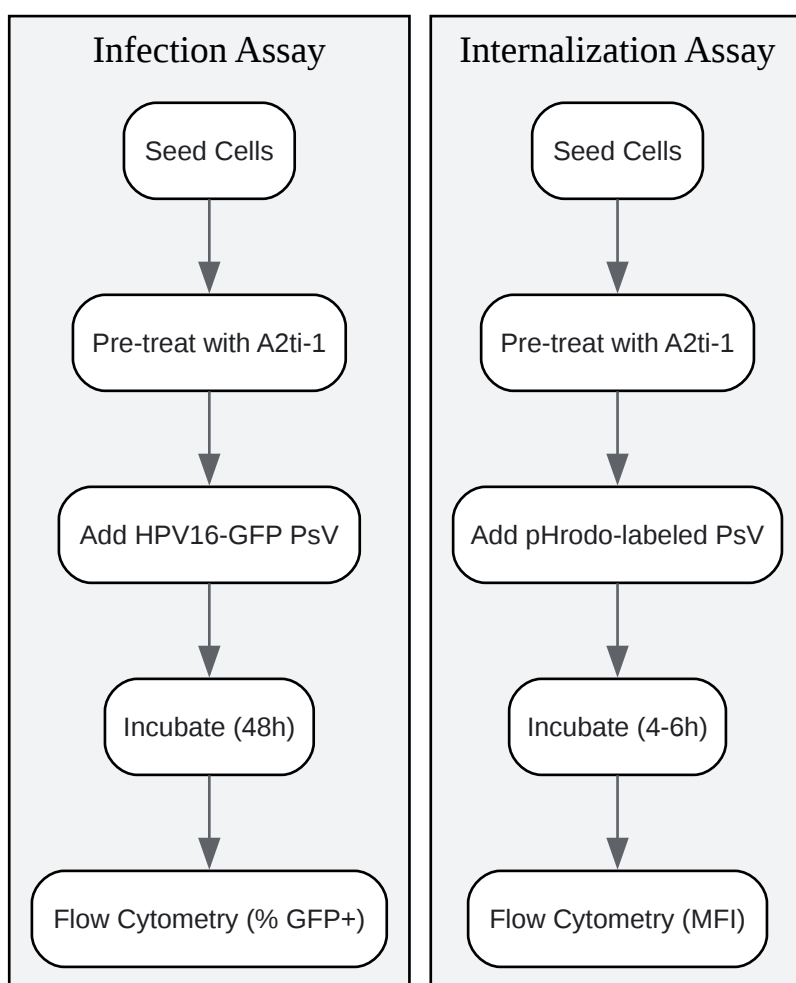 Infection Assay
Seed Cells
Pre-treat with A2ti-1
Add HPV16-GFP PsV
Incubate (48h)
Flow Cytometry (% GFP+)
Internalization Assay
Seed Cells
Pre-treat with A2ti-1
Add pHrodo-labeled PsV
Incubate (4-6h)
Flow Cytometry (MFI)